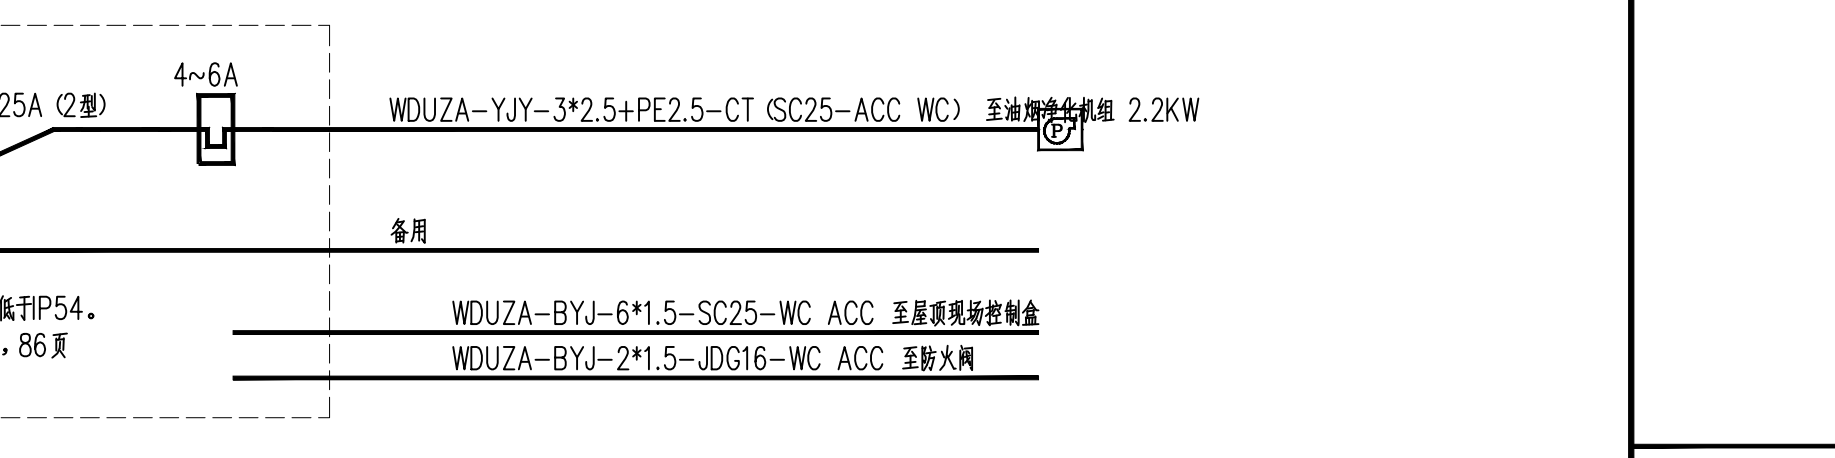 4~6A
25A (2型)
WDUZA-YJY-3*2.5+PE2.5-CT (SC25-ACC WC) 至油烟净化机组 2.2KW
P
备用
低于IP54。
WDUZA-BYJ-6*1.5-SC25-WC ACC 至屋顶现场控制盒
,86页
WDUZA-BYJ-2*1.5-JDG16-WC ACC 至防火阀